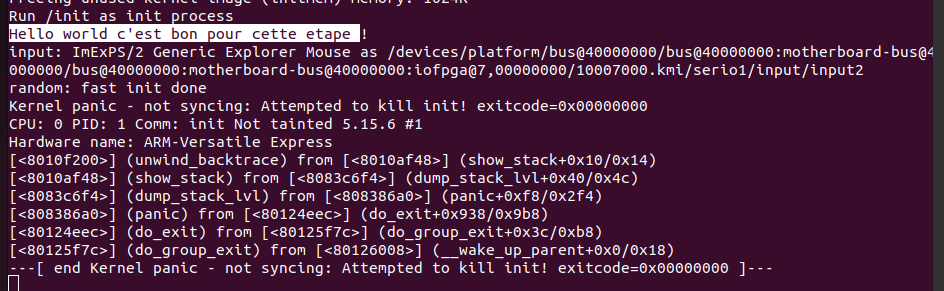 Freeing unused kernel image (initmem) memory: 1024K
Run /init as init process
Hello world c'est bon pour cette etape !
input: ImExPS/2 Generic Explorer Mouse as /devices/platform/bus@40000000/bus@40000000:motherboard-bus@4
000000/bus@40000000:motherboard-bus@40000000:iofpga@7,00000000/10007000.kmi/serio1/input/input2
random: fast init done
Kernel panic - not syncing: Attempted to kill init! exitcode=0x00000000
CPU: 0 PID: 1 Comm: init Not tainted 5.15.6 #1
Hardware name: ARM-Versatile Express
[<8010f200>] (unwind_backtrace) from [<8010af48>] (show_stack+0x10/0x14)
[<8010af48>] (show_stack) from [<8083c6f4>] (dump_stack_lvl+0x40/0x4c)
[<8083c6f4>] (dump_stack_lvl) from [<808386a0>] (panic+0xf8/0x2f4)
[<808386a0>] (panic) from [<80124eec>] (do_exit+0x938/0x9b8)
[<80124eec>] (do_exit) from [<80125f7c>] (do_group_exit+0x3c/0xb8)
[<80125f7c>] (do_group_exit) from [<80126008>] (__wake_up_parent+0x0/0x18)
---[ end Kernel panic - not syncing: Attempted to kill init! exitcode=0x00000000 ]---